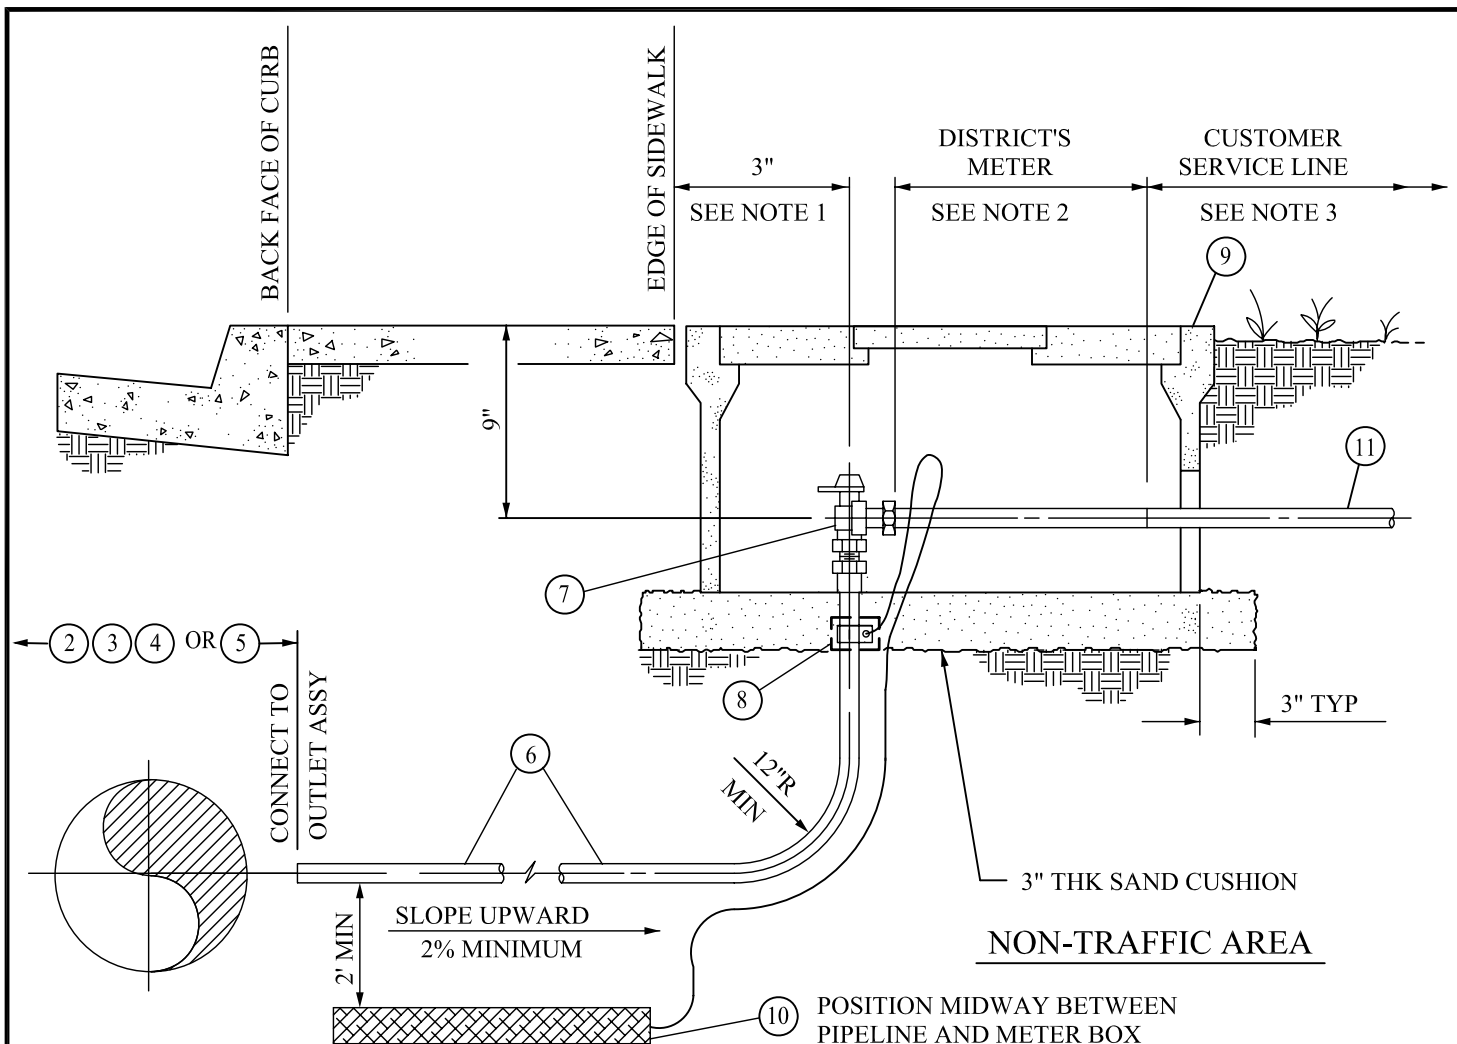 BACK FACE OF CURB
EDGE OF SIDEWALK
3"
SEE NOTE 1
DISTRICT'S
METER
SEE NOTE 2
CUSTOMER
SERVICE LINE
SEE NOTE 3
9
9"
11
7
2 3 4 OR 5
8
3" TYP
CONNECT TO
OUTLET ASSY
6
12"R
MIN
3" THK SAND CUSHION
SLOPE UPWARD
2% MINIMUM
2' MIN
NON-TRAFFIC AREA
10 POSITION MIDWAY BETWEEN
PIPELINE AND METER BOX